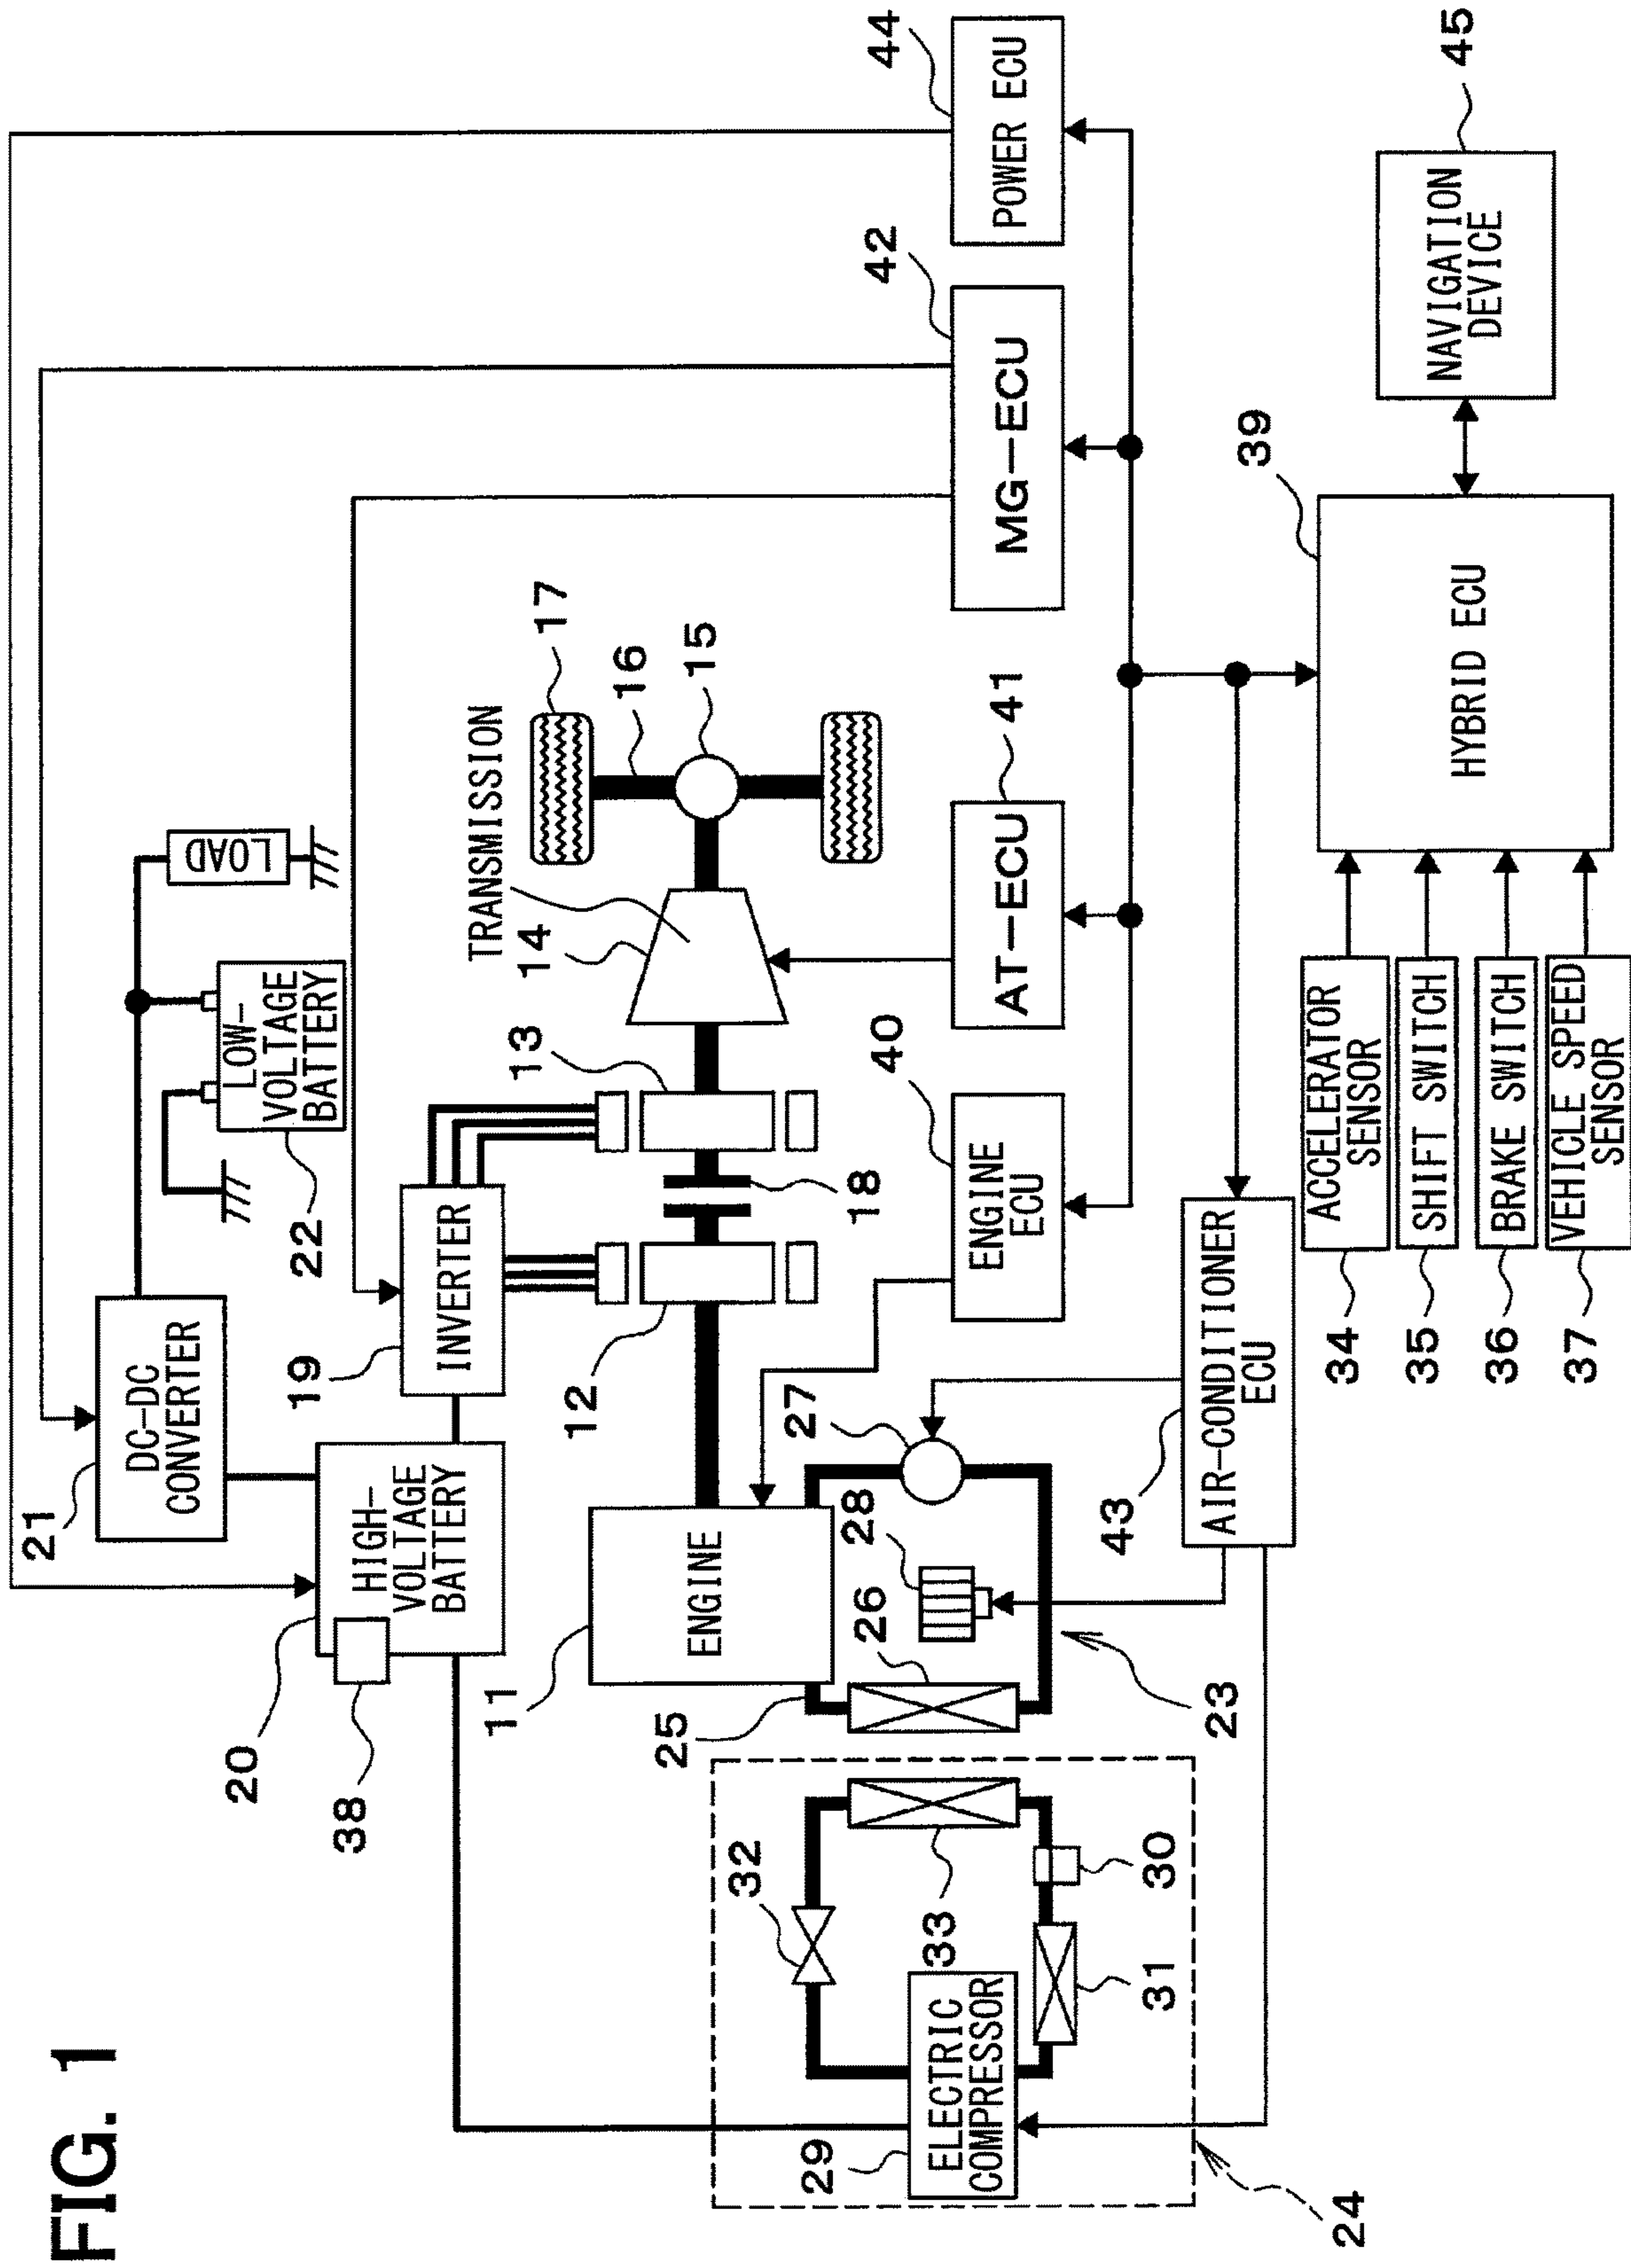 FIG. 1
21
DC-DC
CONVERTER
20
HIGH-
VOLTAGE
BATTERY
38
22
LOW-
VOLTAGE
BATTERY
LOAD
19
INVERTER
11
ENGINE
12
18
13
14
TRANSMISSION
15
16
17
25
26
27
28
23
24
29
ELECTRIC
COMPRESSOR
32
33
30
31
40
ENGINE
ECU
41
AT-ECU
42
MG-ECU
44
POWER ECU
43
AIR-CONDITIONER
ECU
39
HYBRID ECU
45
NAVIGATION
DEVICE
34
ACCELERATOR
SENSOR
35
SHIFT SWITCH
36
BRAKE SWITCH
37
VEHICLE SPEED
SENSOR